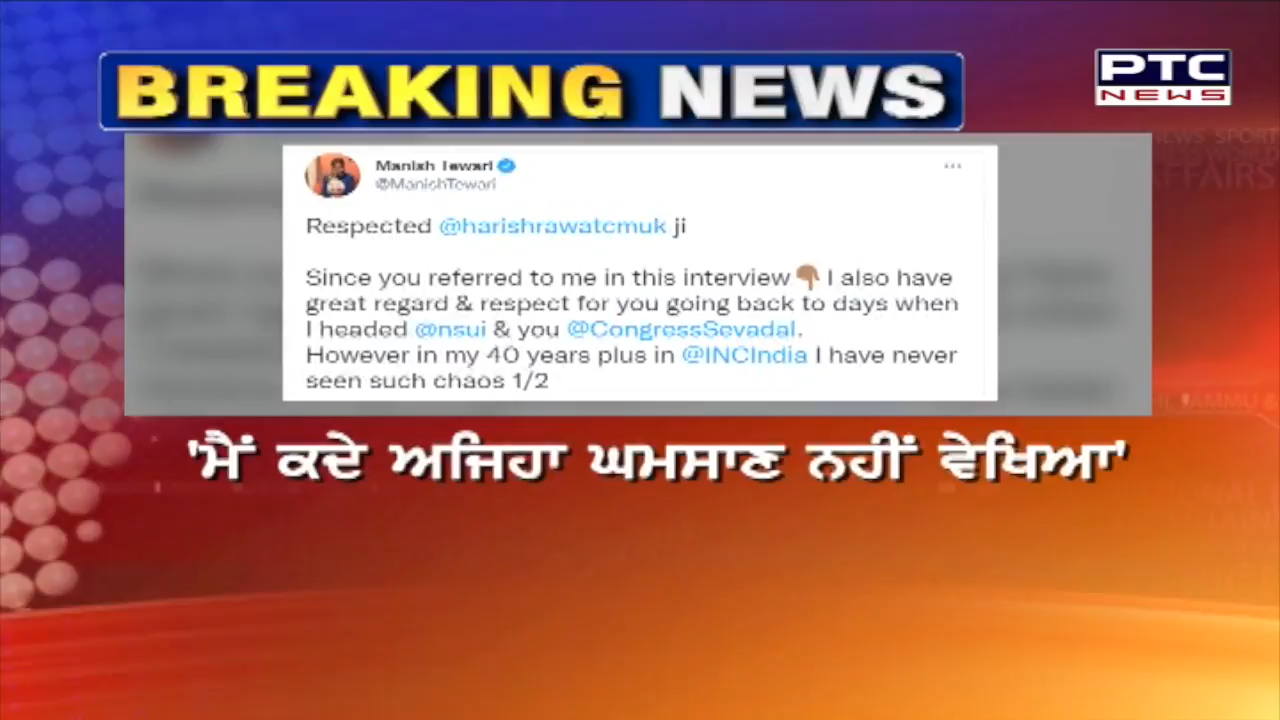 BREAKING NEWS
PTC
NEWS
Manish Tewari
@ManishTewari
Respected @harishrawatcmuk ji
Since you referred to me in this interview 👇🏽 I also have
great regard & respect for you going back to days when
I headed @nsui & you @CongressSevadal.
However in my 40 years plus in @INCIndia I have never
seen such chaos 1/2
'ਮੈਂ ਕਦੇ ਅਜਿਹਾ ਘਮਸਾਣ ਨਹੀਂ ਵੇਖਿਆ'